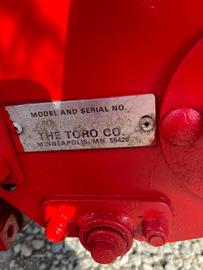 MODEL AND SERIAL NO.
THE TORO CO.
MINNEAPOLIS, MN. 55420